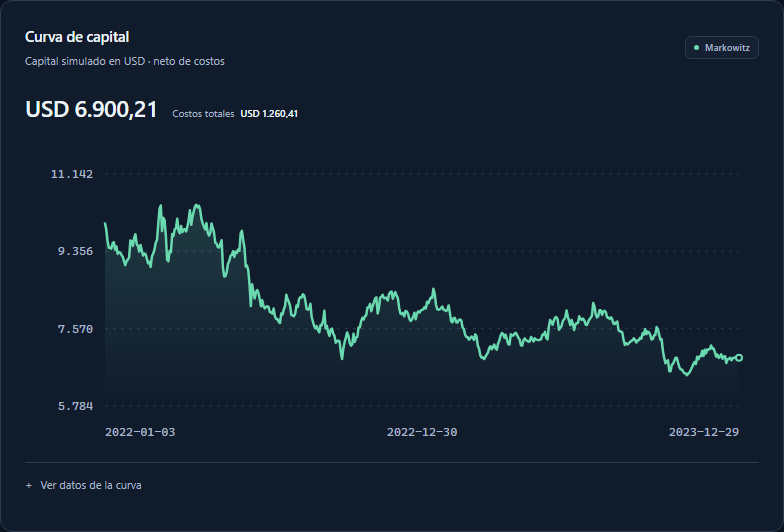 Curva de capital
Capital simulado en USD · neto de costos
Markowitz
USD 6.900,21 Costos totales USD 1.260,41
11.142
9.356
7.570
5.784
2022-01-03 2022-12-30 2023-12-29
+ Ver datos de la curva